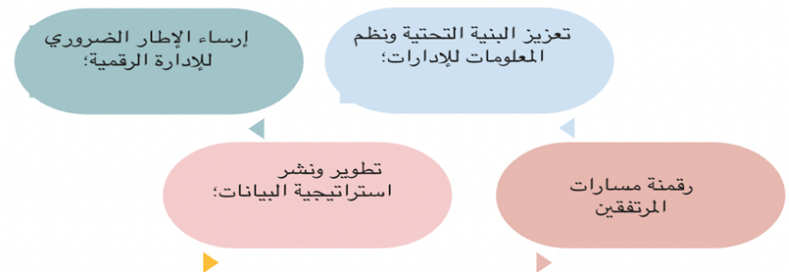 تعزيز البنية التحتية ونظم
المعلومات للإدارات؛
إرساء الإطار الضروري
للإدارة الرقمية؛
رقمنة مسارات
المرتفقين
تطوير ونشر
استراتيجية البيانات؛